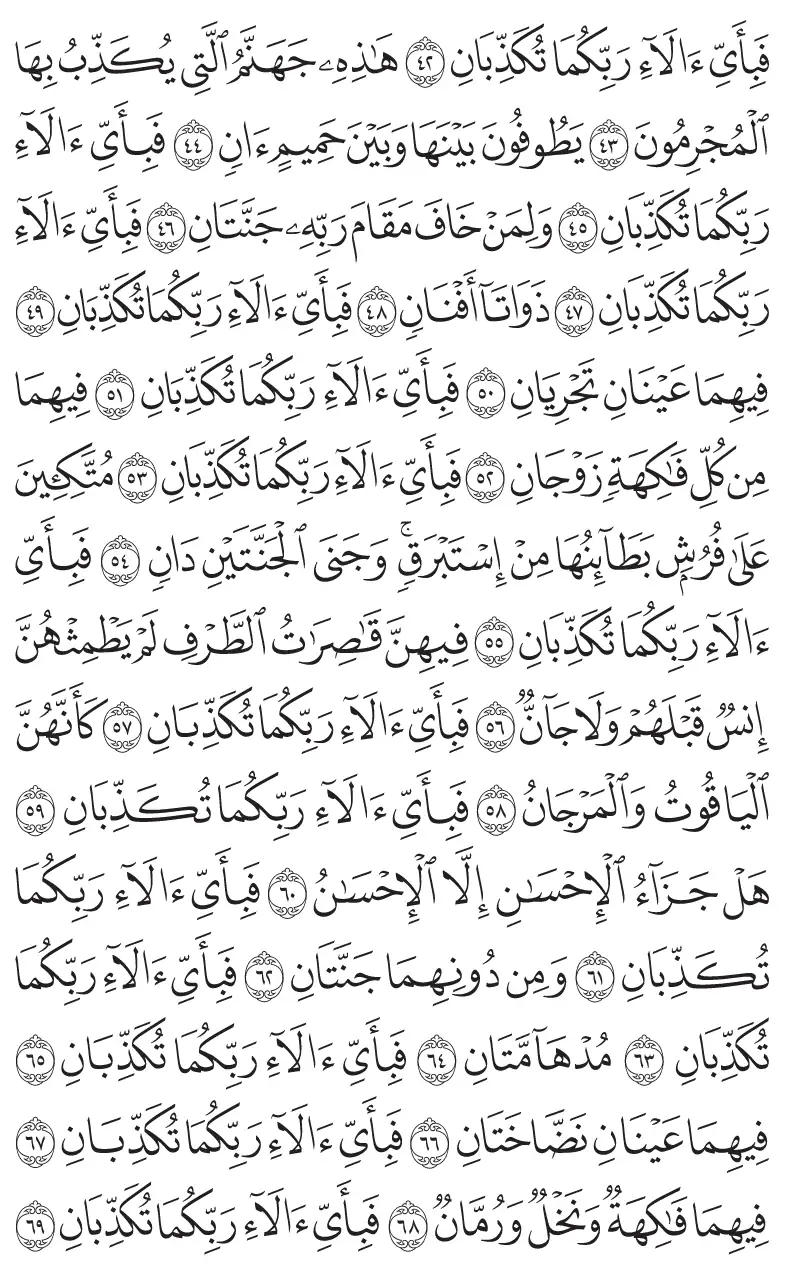 فَبِأَيِّ ءَالَآءِ رَبِّكُمَا تُكَذِّبَانِ ٤٢ هَٰذِهِۦ جَهَنَّمُ ٱلَّتِي يُكَذِّبُ بِهَا
ٱلْمُجْرِمُونَ ٤٣ يَطُوفُونَ بَيْنَهَا وَبَيْنَ حَمِيمٍ ءَانٍ ٤٤ فَبِأَيِّ ءَالَآءِ
رَبِّكُمَا تُكَذِّبَانِ ٤٥ وَلِمَنْ خَافَ مَقَامَ رَبِّهِۦ جَنَّتَانِ ٤٦ فَبِأَيِّ ءَالَآءِ
رَبِّكُمَا تُكَذِّبَانِ ٤٧ ذَوَاتَآ أَفْنَانٍ ٤٨ فَبِأَيِّ ءَالَآءِ رَبِّكُمَا تُكَذِّبَانِ ٤٩
فِيهِمَا عَيْنَانِ تَجْرِيَانِ ٥٠ فَبِأَيِّ ءَالَآءِ رَبِّكُمَا تُكَذِّبَانِ ٥١ فِيهِمَا
مِن كُلِّ فَٰكِهَةٍ زَوْجَانِ ٥٢ فَبِأَيِّ ءَالَآءِ رَبِّكُمَا تُكَذِّبَانِ ٥٣ مُتَّكِـِٔينَ
عَلَىٰ فُرُشٍۭ بَطَآئِنُهَا مِنْ إِسْتَبْرَقٍۚ وَجَنَى ٱلْجَنَّتَيْنِ دَانٍ ٥٤ فَبِأَيِّ
ءَالَآءِ رَبِّكُمَا تُكَذِّبَانِ ٥٥ فِيهِنَّ قَٰصِرَٰتُ ٱلطَّرْفِ لَمْ يَطْمِثْهُنَّ
إِنسٌ قَبْلَهُمْ وَلَا جَآنٌّ ٥٦ فَبِأَيِّ ءَالَآءِ رَبِّكُمَا تُكَذِّبَانِ ٥٧ كَأَنَّهُنَّ
ٱلْيَاقُوتُ وَٱلْمَرْجَانُ ٥٨ فَبِأَيِّ ءَالَآءِ رَبِّكُمَا تُكَذِّبَانِ ٥٩
هَلْ جَزَآءُ ٱلْإِحْسَٰنِ إِلَّا ٱلْإِحْسَٰنُ ٦٠ فَبِأَيِّ ءَالَآءِ رَبِّكُمَا
تُكَذِّبَانِ ٦١ وَمِن دُونِهِمَا جَنَّتَانِ ٦٢ فَبِأَيِّ ءَالَآءِ رَبِّكُمَا
تُكَذِّبَانِ ٦٣ مُدْهَآمَّتَانِ ٦٤ فَبِأَيِّ ءَالَآءِ رَبِّكُمَا تُكَذِّبَانِ ٦٥
فِيهِمَا عَيْنَانِ نَضَّاخَتَانِ ٦٦ فَبِأَيِّ ءَالَآءِ رَبِّكُمَا تُكَذِّبَانِ ٦٧
فِيهِمَا فَٰكِهَةٌ وَنَخْلٌ وَرُمَّانٌ ٦٨ فَبِأَيِّ ءَالَآءِ رَبِّكُمَا تُكَذِّبَانِ ٦٩